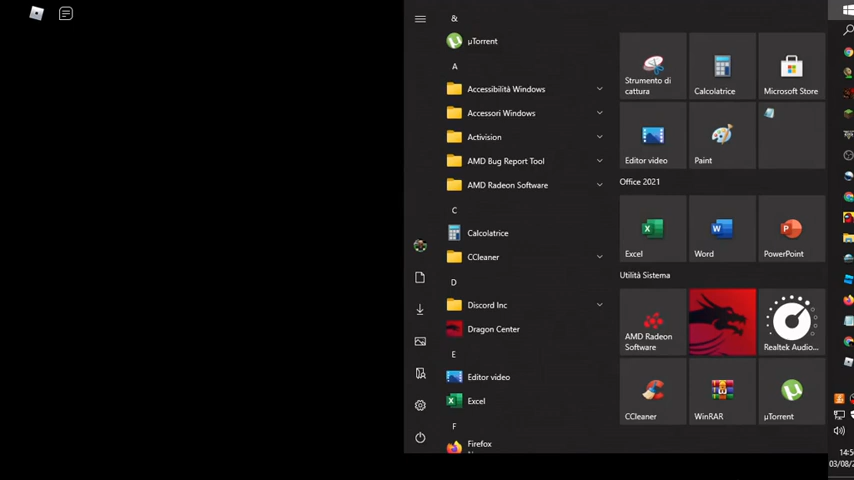 &
µTorrent
A
Accessibilità Windows
Accessori Windows
Activision
AMD Bug Report Tool
AMD Radeon Software
C
Calcolatrice
CCleaner
D
Discord Inc
Dragon Center
E
Editor video
Excel
F
Firefox
Strumento di
cattura
Calcolatrice
Microsoft Store
Editor video
Paint
Office 2021
Excel
Word
PowerPoint
Utilità Sistema
AMD Radeon
Software
Realtek Audio...
CCleaner
WinRAR
µTorrent
14:5
03/08/2